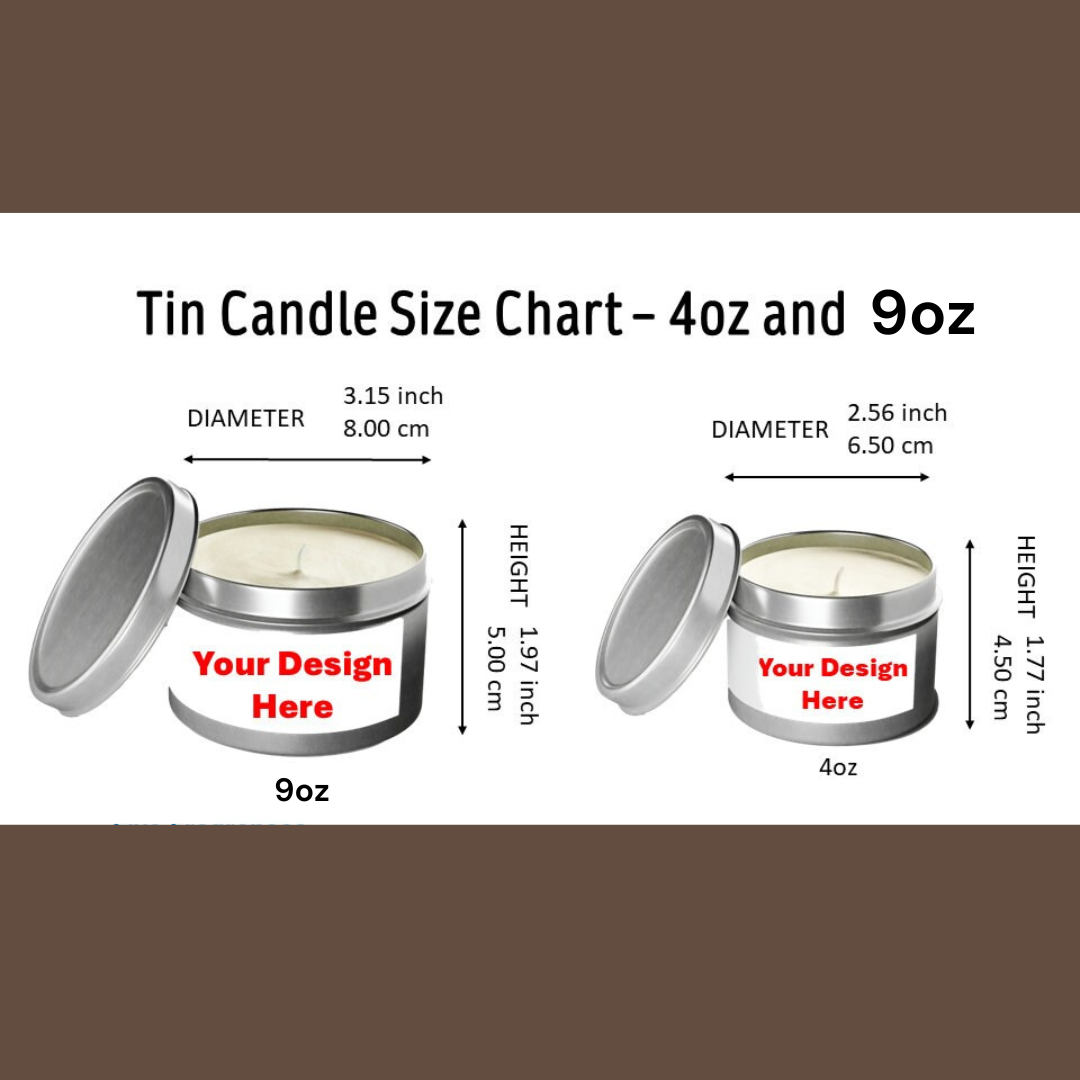 Tin Candle Size Chart – 4oz and 9oz
DIAMETER
3.15 inch
8.00 cm
HEIGHT
1.97 inch
5.00 cm
Your Design
Here
9oz
DIAMETER
2.56 inch
6.50 cm
HEIGHT
1.77 inch
4.50 cm
Your Design
Here
4oz